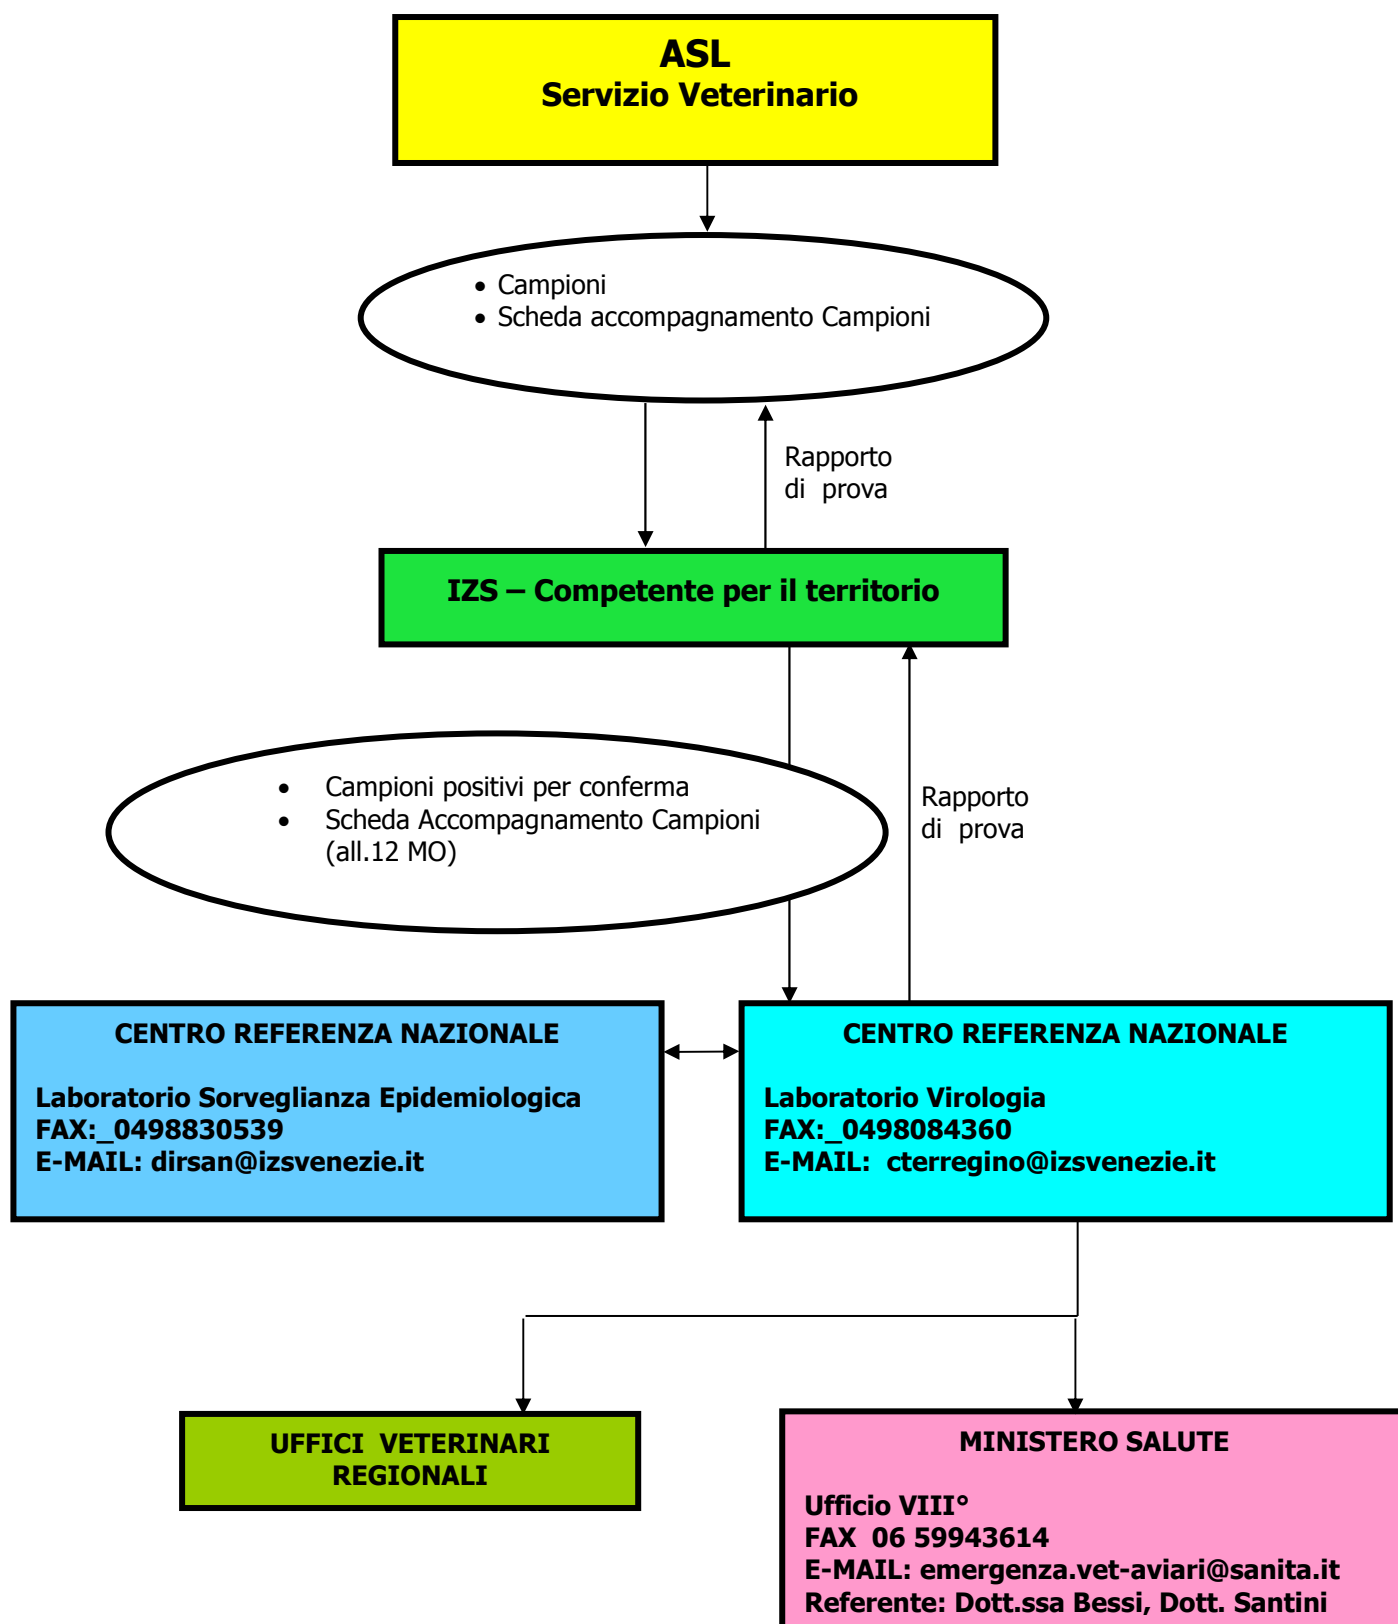 ASL
Servizio Veterinario
• Campioni
• Scheda accompagnamento Campioni
Rapporto
di prova
IZS – Competente per il territorio
• Campioni positivi per conferma
• Scheda Accompagnamento Campioni
(all.12 MO)
Rapporto
di prova
CENTRO REFERENZA NAZIONALE
Laboratorio Sorveglianza Epidemiologica
FAX:_0498830539
E-MAIL: dirsan@izsvenezie.it
CENTRO REFERENZA NAZIONALE
Laboratorio Virologia
FAX:_0498084360
E-MAIL: cterregino@izsvenezie.it
UFFICI VETERINARI
REGIONALI
MINISTERO SALUTE
Ufficio VIII°
FAX 06 59943614
E-MAIL: emergenza.vet-aviari@sanita.it
Referente: Dott.ssa Bessi, Dott. Santini